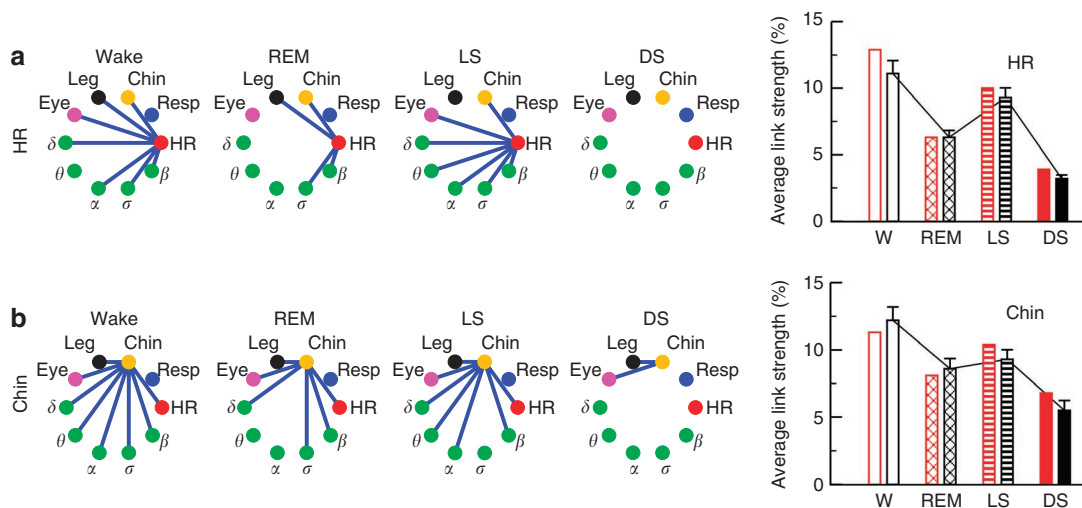 a
Wake REM LS DS
Leg Chin Leg Chin Leg Chin Leg Chin
Eye Resp Eye Resp Eye Resp Eye Resp
HR
δ HR δ HR δ HR δ HR
θ β θ β θ β θ β
α σ α σ α σ α σ
Average link strength (%)
15
10
5
0
HR
W REM LS DS
b
Wake REM LS DS
Leg Chin Leg Chin Leg Chin Leg Chin
Eye Resp Eye Resp Eye Resp Eye Resp
Chin
δ HR δ HR δ HR δ HR
θ β θ β θ β θ β
α σ α σ α σ α σ
Average link strength (%)
15
10
5
0
Chin
W REM LS DS